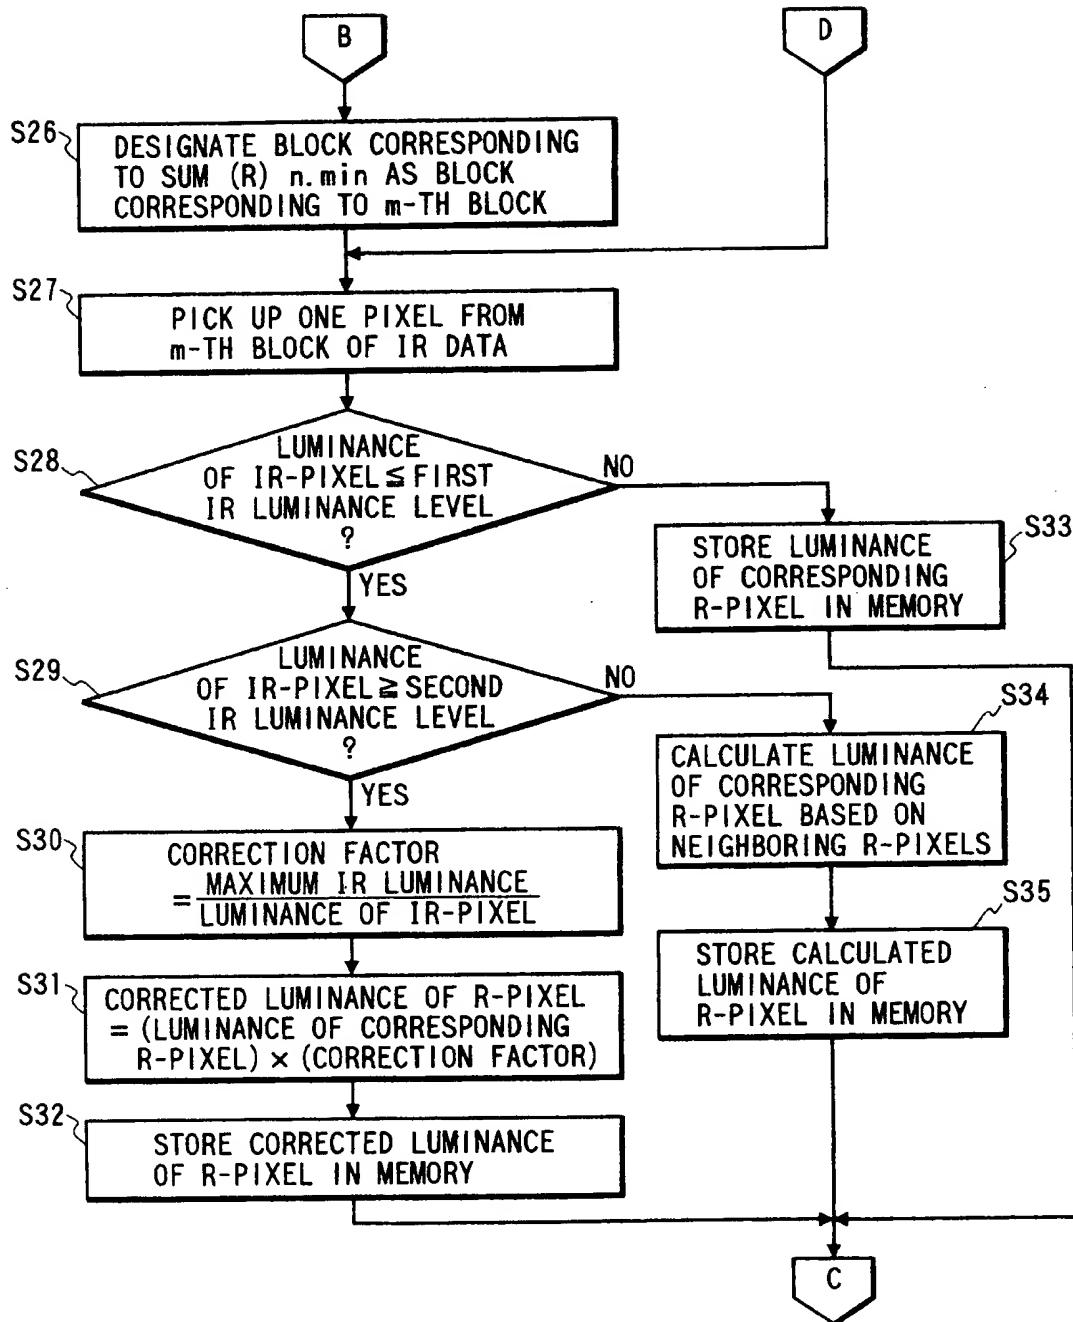 B
D
S26
DESIGNATE BLOCK CORRESPONDING
TO SUM (R) n.min AS BLOCK
CORRESPONDING TO m-TH BLOCK
S27
PICK UP ONE PIXEL FROM
m-TH BLOCK OF IR DATA
S28
LUMINANCE
OF IR-PIXEL ≦ FIRST
IR LUMINANCE LEVEL
?
NO
YES
S33
STORE LUMINANCE
OF CORRESPONDING
R-PIXEL IN MEMORY
S29
LUMINANCE
OF IR-PIXEL ≧ SECOND
IR LUMINANCE LEVEL
?
NO
YES
S34
CALCULATE LUMINANCE
OF CORRESPONDING
R-PIXEL BASED ON
NEIGHBORING R-PIXELS
S30
CORRECTION FACTOR
= MAXIMUM IR LUMINANCE
LUMINANCE OF IR-PIXEL
S35
STORE CALCULATED
LUMINANCE OF
R-PIXEL IN MEMORY
S31
CORRECTED LUMINANCE OF R-PIXEL
= (LUMINANCE OF CORRESPONDING
R-PIXEL) × (CORRECTION FACTOR)
S32
STORE CORRECTED LUMINANCE
OF R-PIXEL IN MEMORY
C